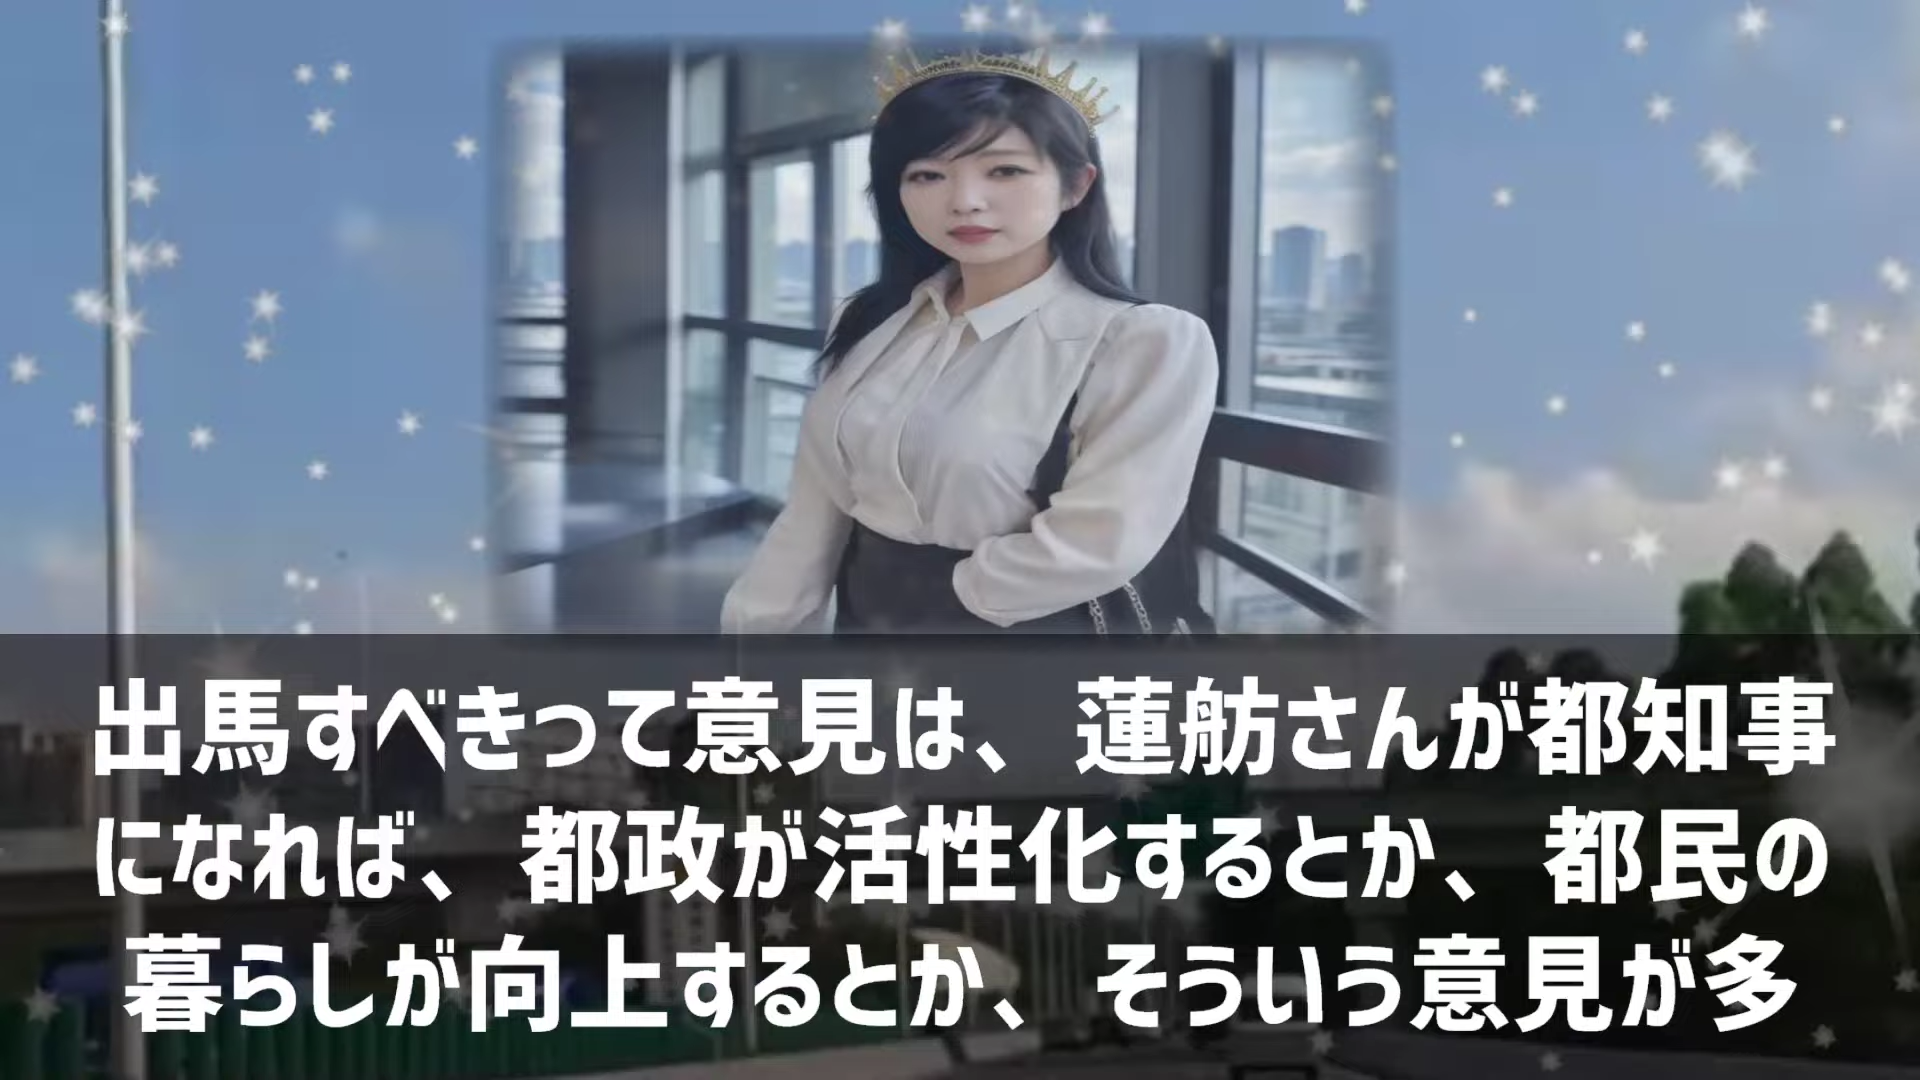 出馬すべきって意見は、蓮舫さんが都知事
になれば、都政が活性化するとか、都民の
暮らしが向上するとか、そういう意見が多